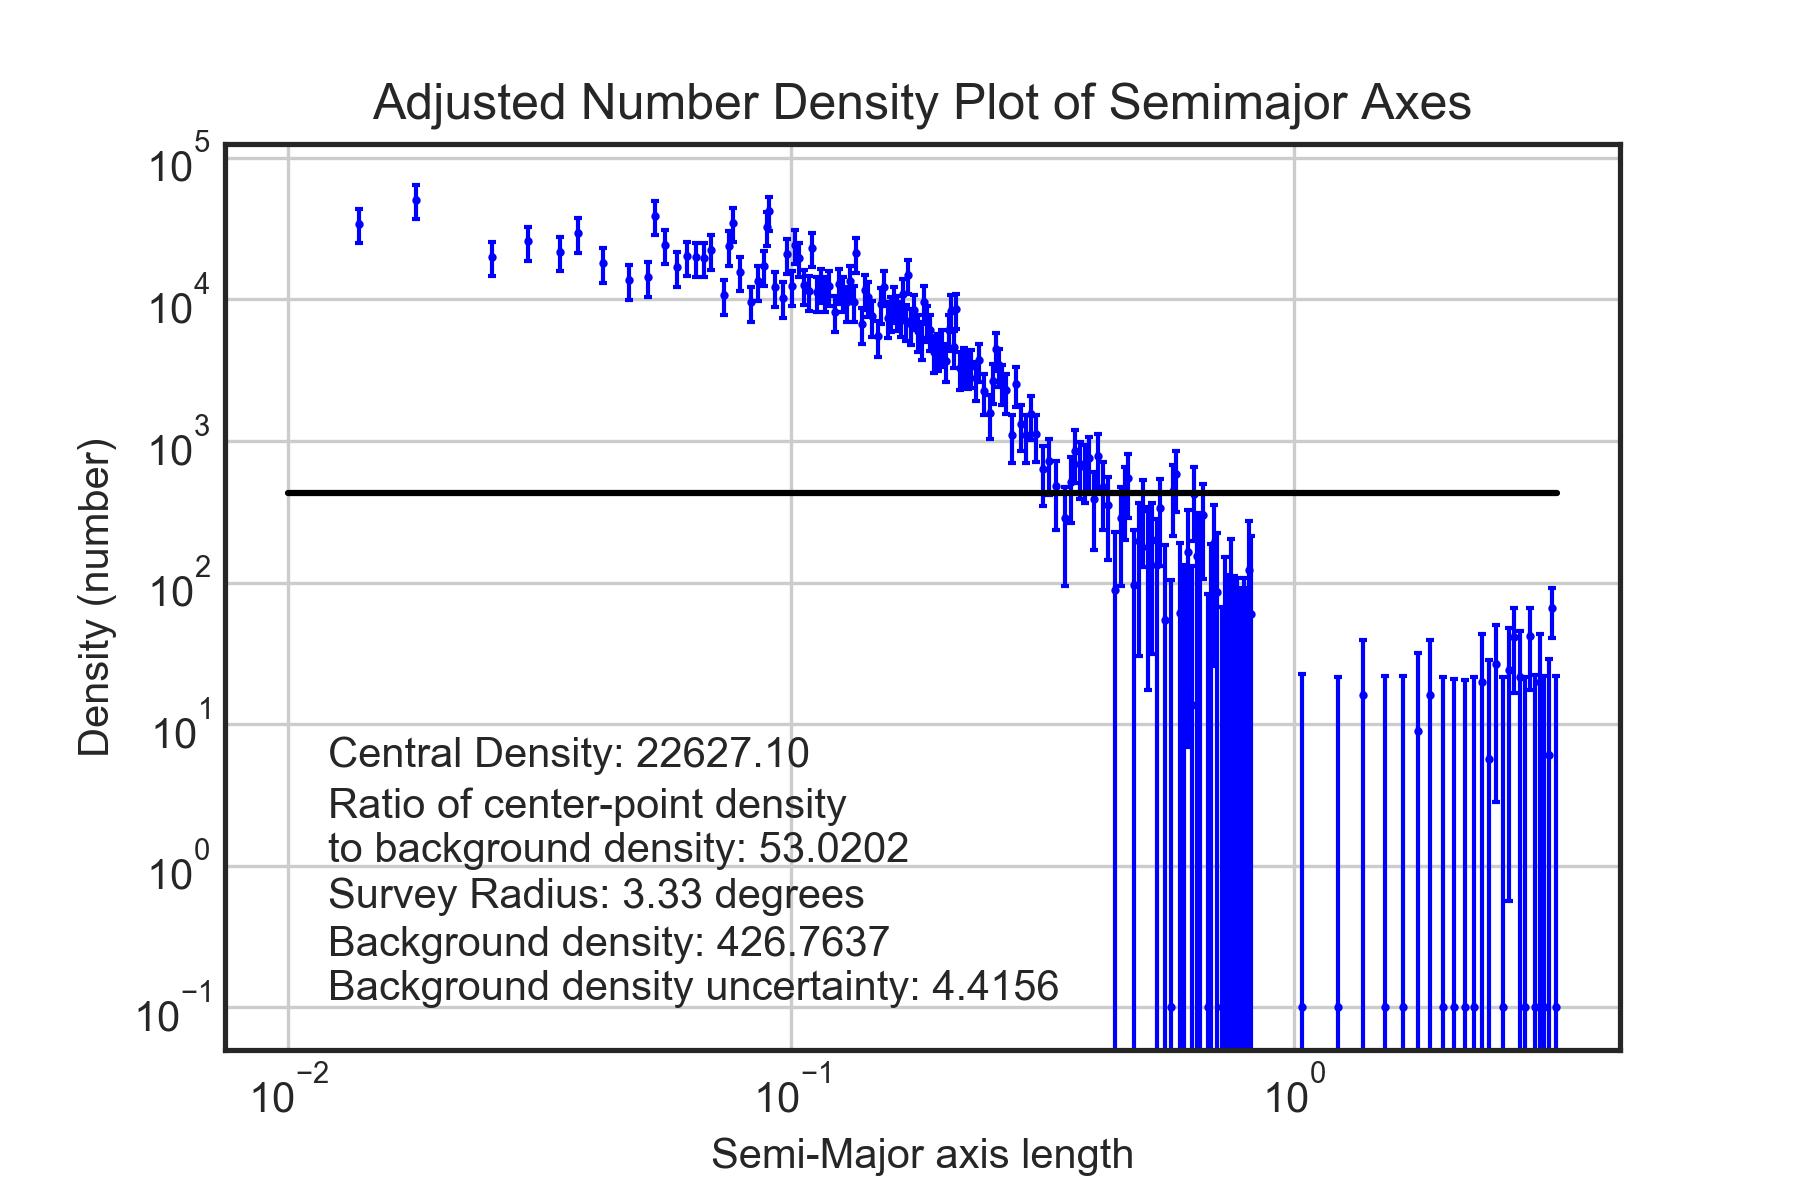 Adjusted Number Density Plot of Semimajor Axes
10^5
10^4
10^3
10^2
10^1
10^0
10^−1
Density (number)
Central Density: 22627.10
Ratio of center-point density
to background density: 53.0202
Survey Radius: 3.33 degrees
Background density: 426.7637
Background density uncertainty: 4.4156
10^−2
10^−1
10^0
Semi-Major axis length